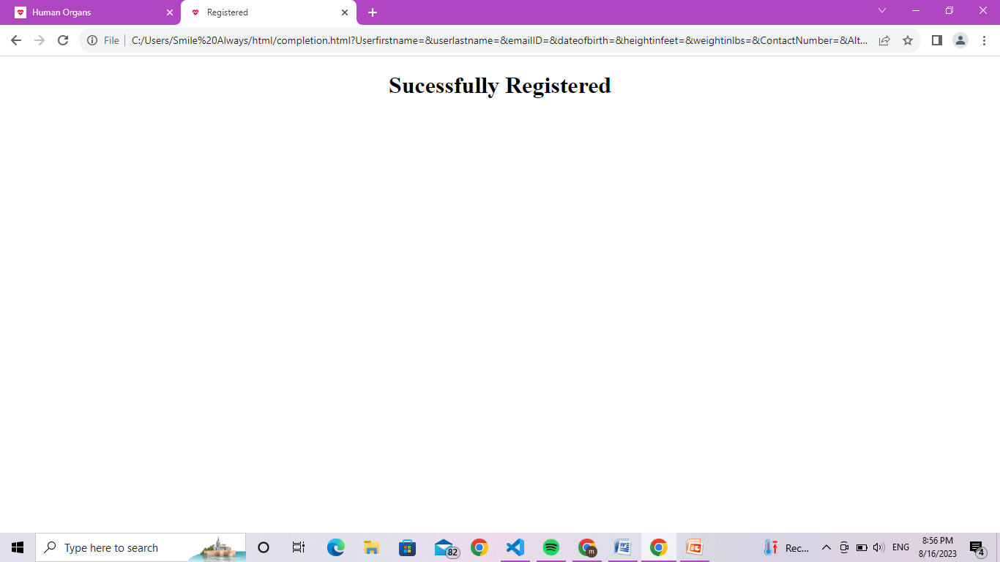 Human Organs
Registered
File
C:/Users/Smile%20Always/html/completion.html?Userfirstname=&userlastname=&emailID=&dateofbirth=&heightinfeet=&weightinlbs=&ContactNumber=&Alt...
Sucessfully Registered
Type here to search
82
m
Rec...
ENG
8:56 PM
8/16/2023
4